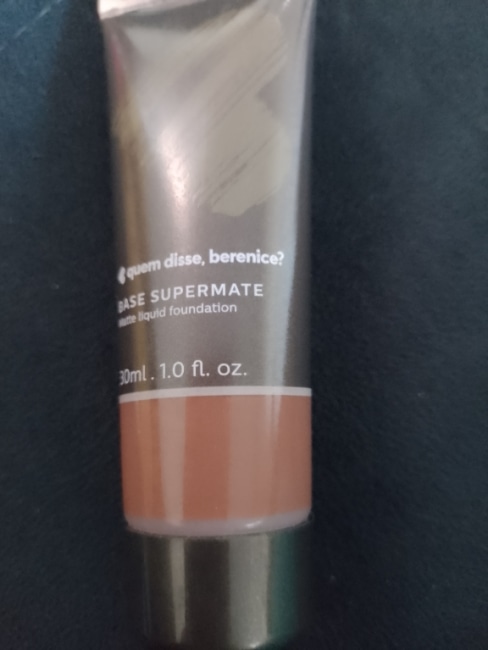 quem disse, berenice?
BASE SUPERMATE
matte liquid foundation
30ml . 1.0 fl. oz.